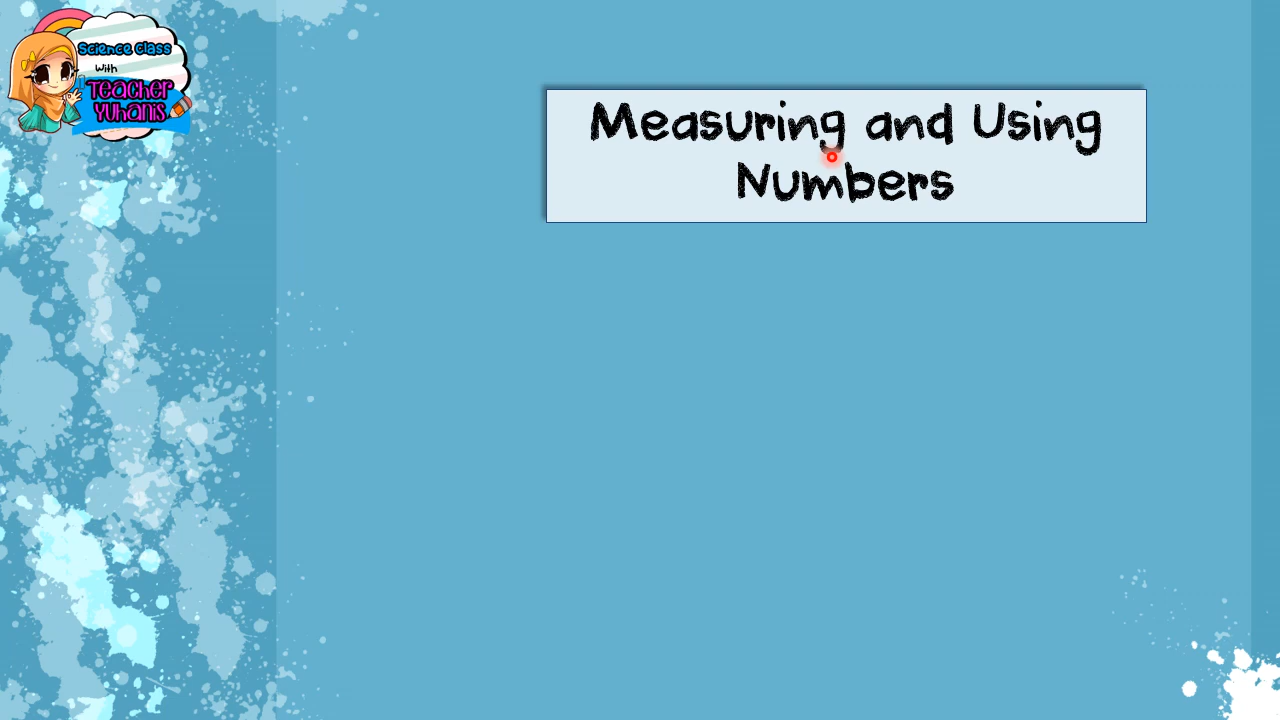 Science Class
With
Teacher
Yuhanis
Measuring and Using
Numbers